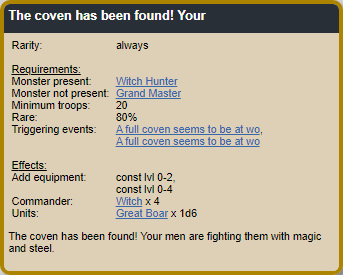 The coven has been found! Your
Rarity: always
Requirements:
Monster present: Witch Hunter
Monster not present: Grand Master
Minimum troops: 20
Rare: 80%
Triggering events: A full coven seems to be at wo,
A full coven seems to be at wo
Effects:
Add equipment: const lvl 0-2,
const lvl 0-4
Commander: Witch x 4
Units: Great Boar x 1d6
The coven has been found! Your men are fighting them with magic
and steel.